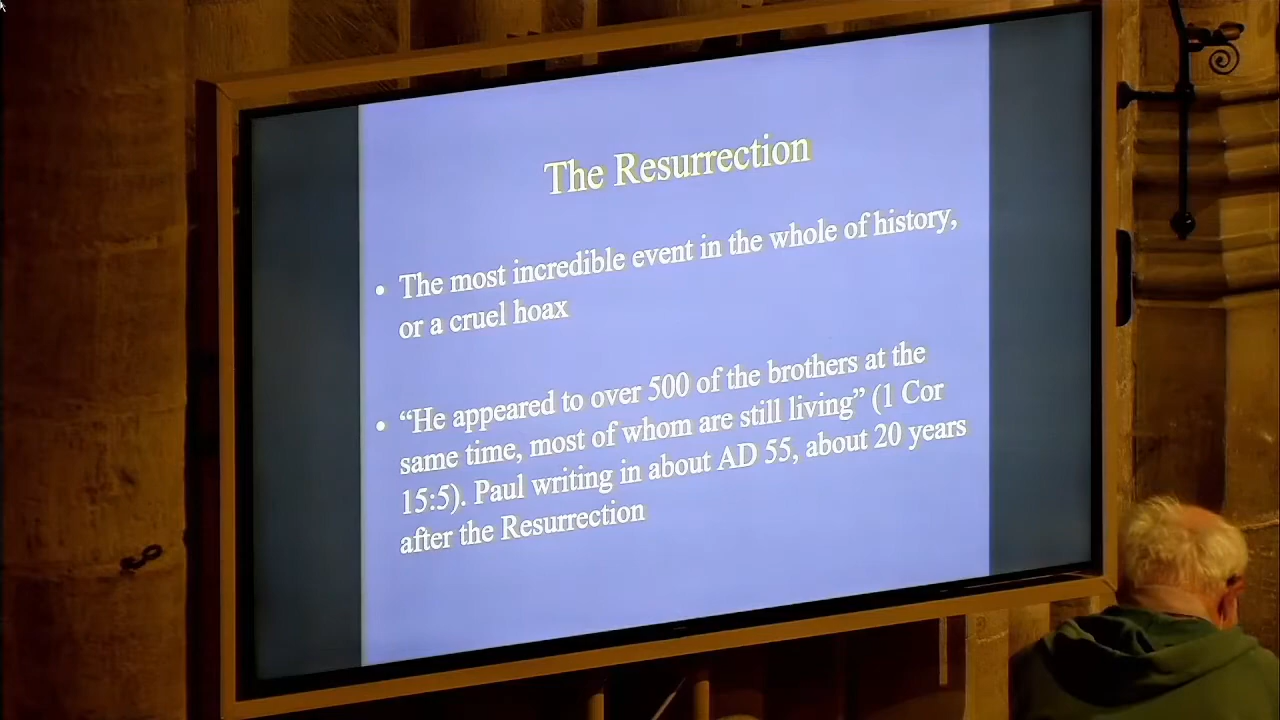 The Resurrection
• The most incredible event in the whole of history,
or a cruel hoax
• “He appeared to over 500 of the brothers at the
same time, most of whom are still living” (1 Cor
15:5). Paul writing in about AD 55, about 20 years
after the Resurrection